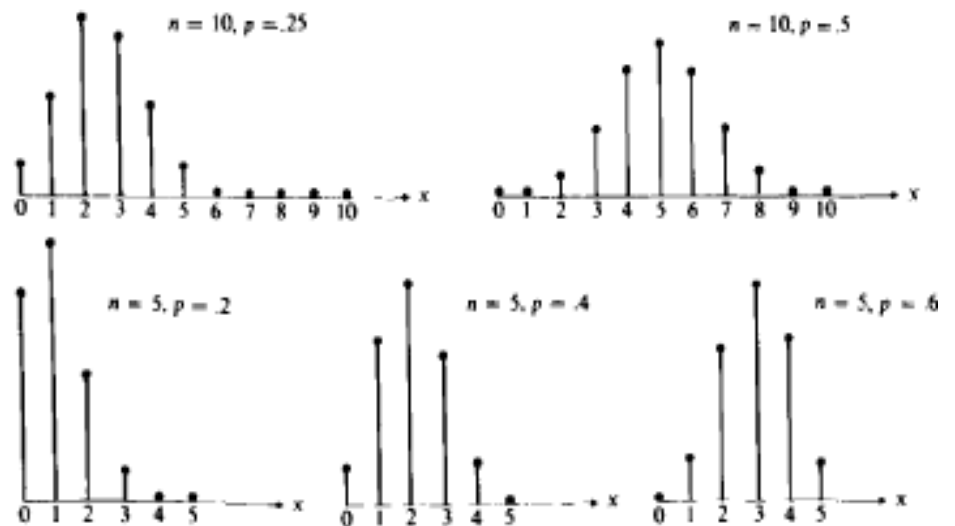 n = 10, p = .25
0 1 2 3 4 5 6 7 8 9 10 x
n = 10, p = .5
0 1 2 3 4 5 6 7 8 9 10 x
n = 5, p = .2
0 1 2 3 4 5 x
n = 5, p = .4
0 1 2 3 4 5 x
n = 5, p = .6
0 1 2 3 4 5 x